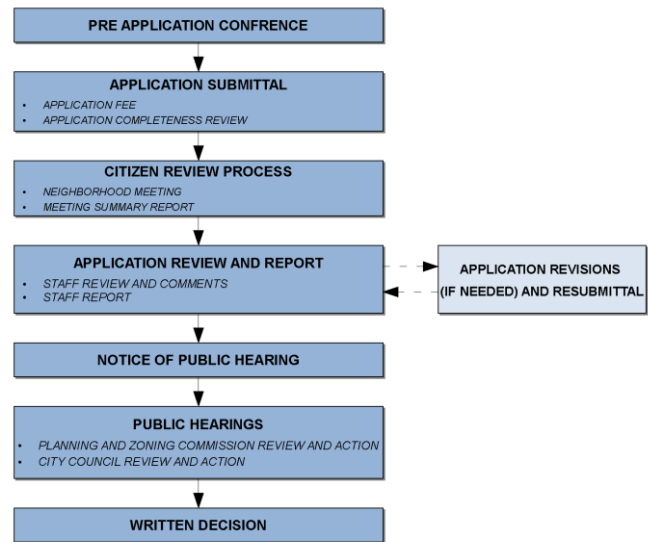 PRE APPLICATION CONFRENCE
APPLICATION SUBMITTAL
• APPLICATION FEE
• APPLICATION COMPLETENESS REVIEW
CITIZEN REVIEW PROCESS
• NEIGHBORHOOD MEETING
• MEETING SUMMARY REPORT
APPLICATION REVIEW AND REPORT
• STAFF REVIEW AND COMMENTS
• STAFF REPORT
APPLICATION REVISIONS
(IF NEEDED) AND RESUBMITTAL
NOTICE OF PUBLIC HEARING
PUBLIC HEARINGS
• PLANNING AND ZONING COMMISSION REVIEW AND ACTION
• CITY COUNCIL REVIEW AND ACTION
WRITTEN DECISION